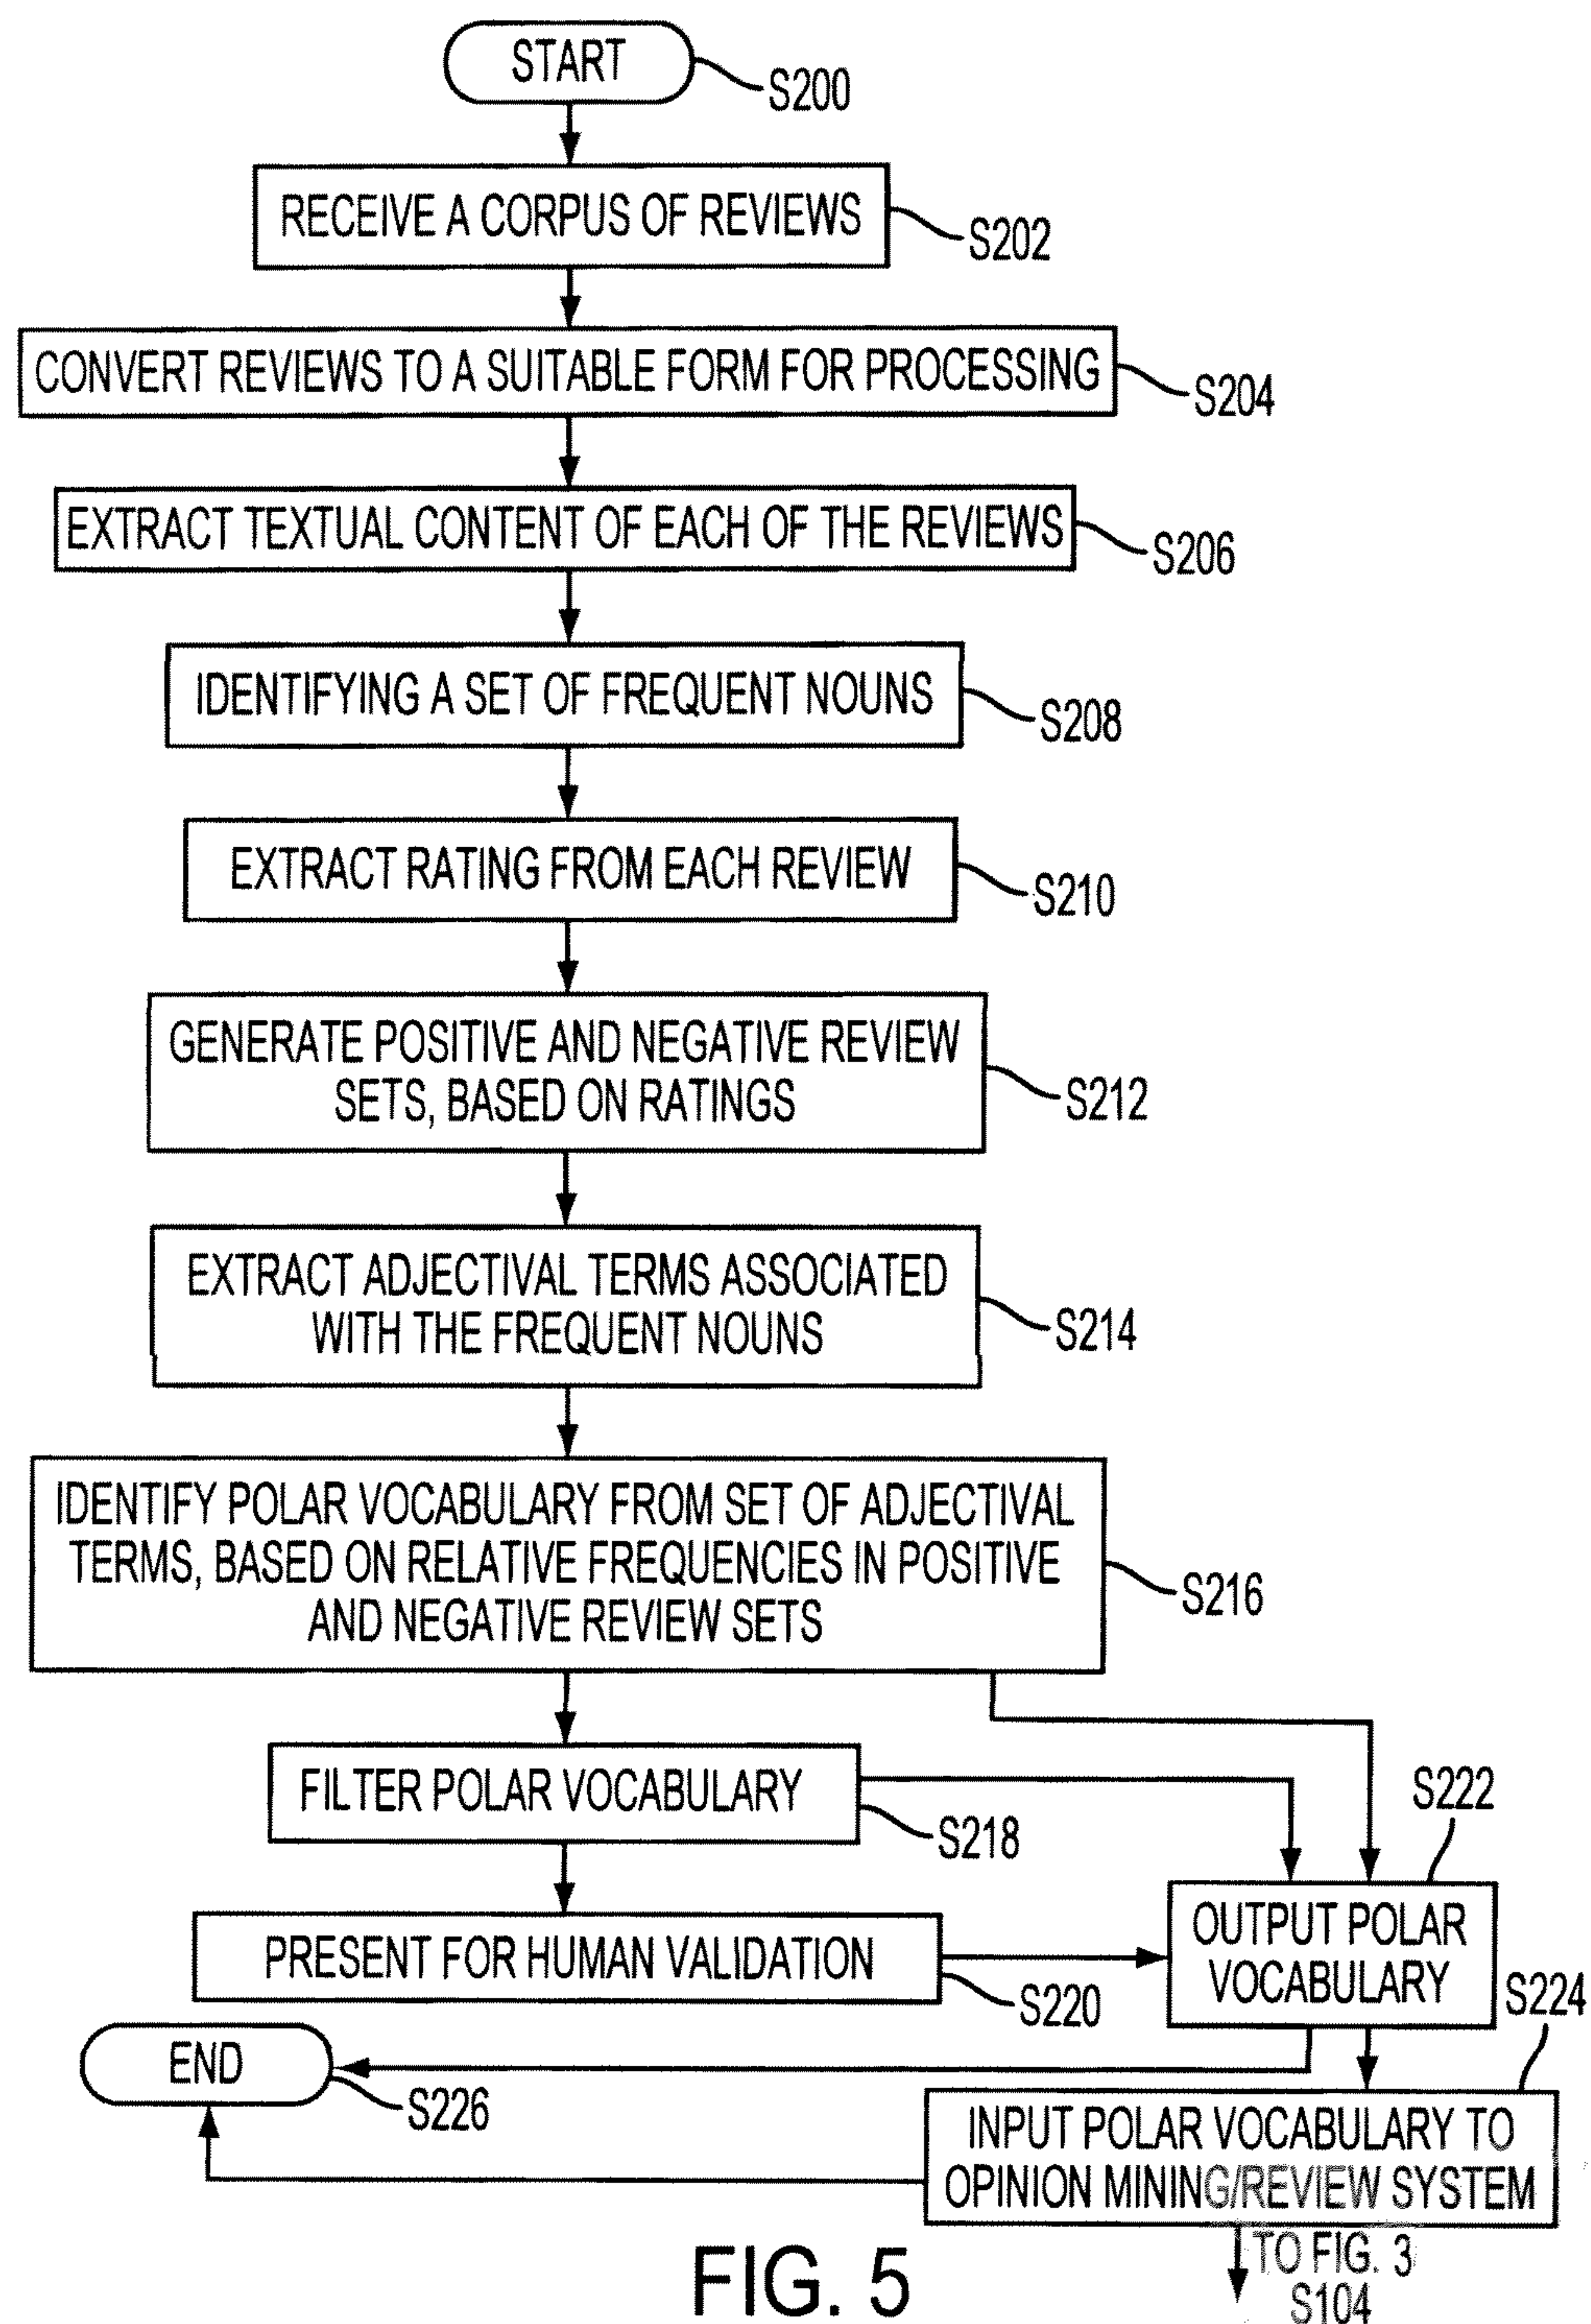 START
S200
RECEIVE A CORPUS OF REVIEWS
S202
CONVERT REVIEWS TO A SUITABLE FORM FOR PROCESSING
S204
EXTRACT TEXTUAL CONTENT OF EACH OF THE REVIEWS
S206
IDENTIFYING A SET OF FREQUENT NOUNS
S208
EXTRACT RATING FROM EACH REVIEW
S210
GENERATE POSITIVE AND NEGATIVE REVIEW
SETS, BASED ON RATINGS
S212
EXTRACT ADJECTIVAL TERMS ASSOCIATED
WITH THE FREQUENT NOUNS
S214
IDENTIFY POLAR VOCABULARY FROM SET OF ADJECTIVAL
TERMS, BASED ON RELATIVE FREQUENCIES IN POSITIVE
AND NEGATIVE REVIEW SETS
S216
FILTER POLAR VOCABULARY
S218
S222
OUTPUT POLAR
VOCABULARY
PRESENT FOR HUMAN VALIDATION
S220
S224
END
S226
INPUT POLAR VOCABULARY TO
OPINION MINING/REVIEW SYSTEM
TO FIG. 3
S104
FIG. 5